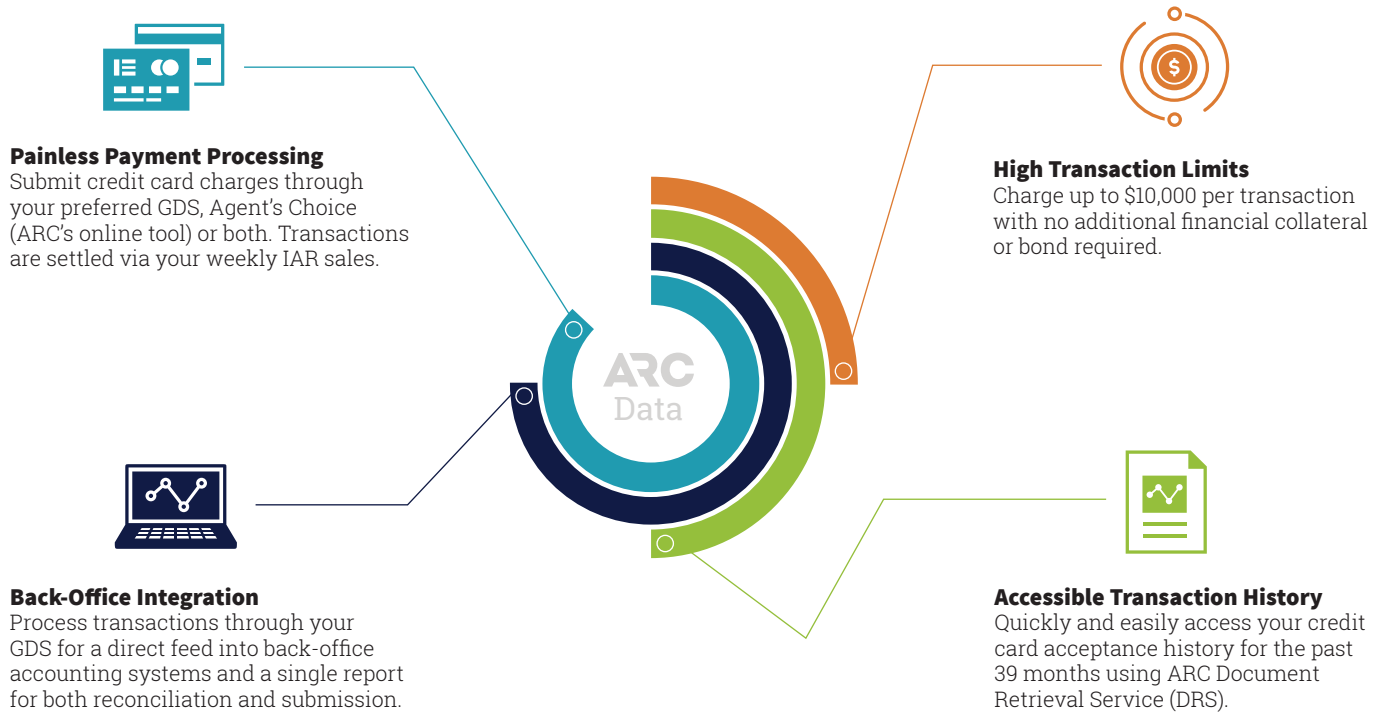 Painless Payment Processing
Submit credit card charges through
your preferred GDS, Agent’s Choice
(ARC’s online tool) or both. Transactions
are settled via your weekly IAR sales.
High Transaction Limits
Charge up to $10,000 per transaction
with no additional financial collateral
or bond required.
$
ARC
Data
Back-Office Integration
Process transactions through your
GDS for a direct feed into back-office
accounting systems and a single report
for both reconciliation and submission.
Accessible Transaction History
Quickly and easily access your credit
card acceptance history for the past
39 months using ARC Document
Retrieval Service (DRS).